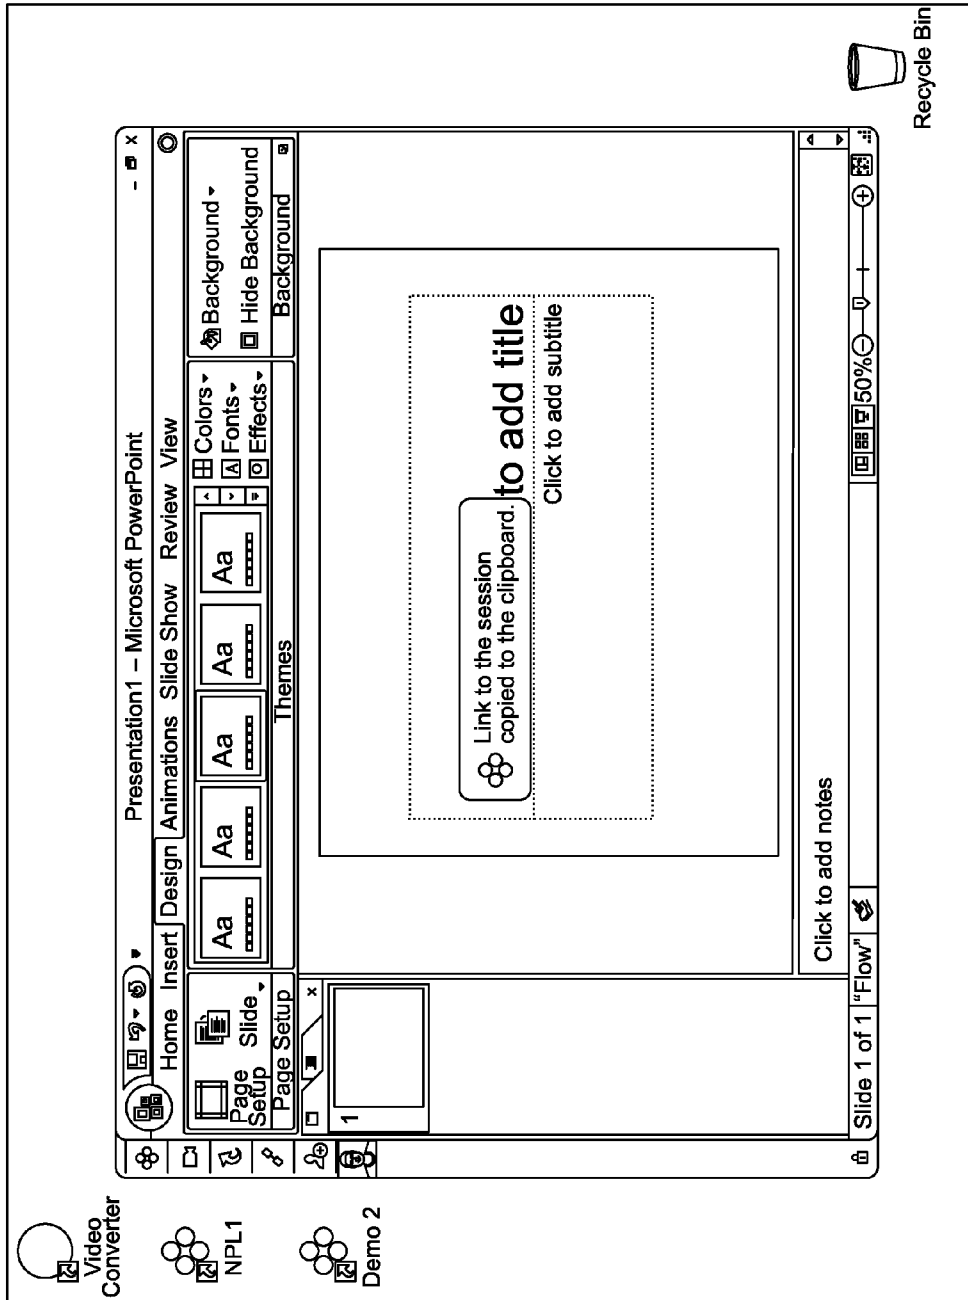 Video
Converter
NPL1
Demo 2
Recycle Bin
Presentation1 – Microsoft PowerPoint
Home Insert Design Animations Slide Show Review View
Page
Setup
Slide
Page Setup
Aa Aa Aa Aa Aa
Themes
Colors
A Fonts
Effects
Background
Hide Background
Background
1
Link to the session
copied to the clipboard.
to add title
Click to add subtitle
Click to add notes
Slide 1 of 1 "Flow" 50%